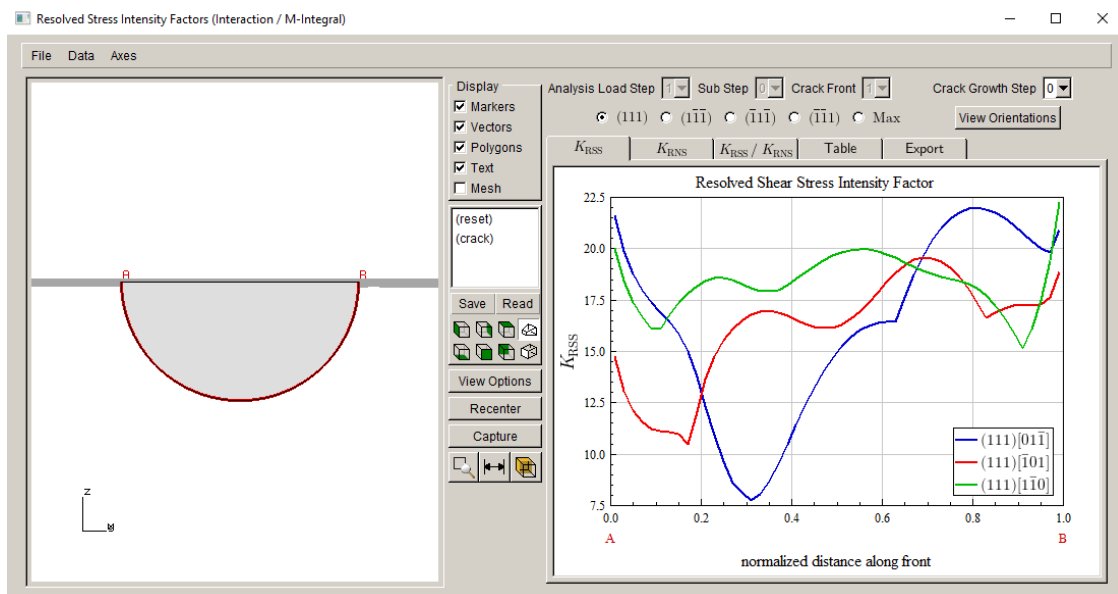 Resolved Stress Intensity Factors (Interaction / M-Integral)
File Data Axes
A B
z
Display
Markers
Vectors
Polygons
Text
Mesh
(reset)
(crack)
Save Read
View Options
Recenter
Capture
Analysis Load Step 1 Sub Step 0 Crack Front 1 Crack Growth Step 0
(111) (11̅1̅) (1̅11̅) (1̅1̅1) Max View Orientations
K_RSS K_RNS K_RSS / K_RNS Table Export
Resolved Shear Stress Intensity Factor
22.5
20.0
17.5
15.0
12.5
10.0
7.5
K_RSS
(111)[011̅]
(111)[1̅01]
(111)[11̅0]
0.0 0.2 0.4 0.6 0.8 1.0
A B
normalized distance along front